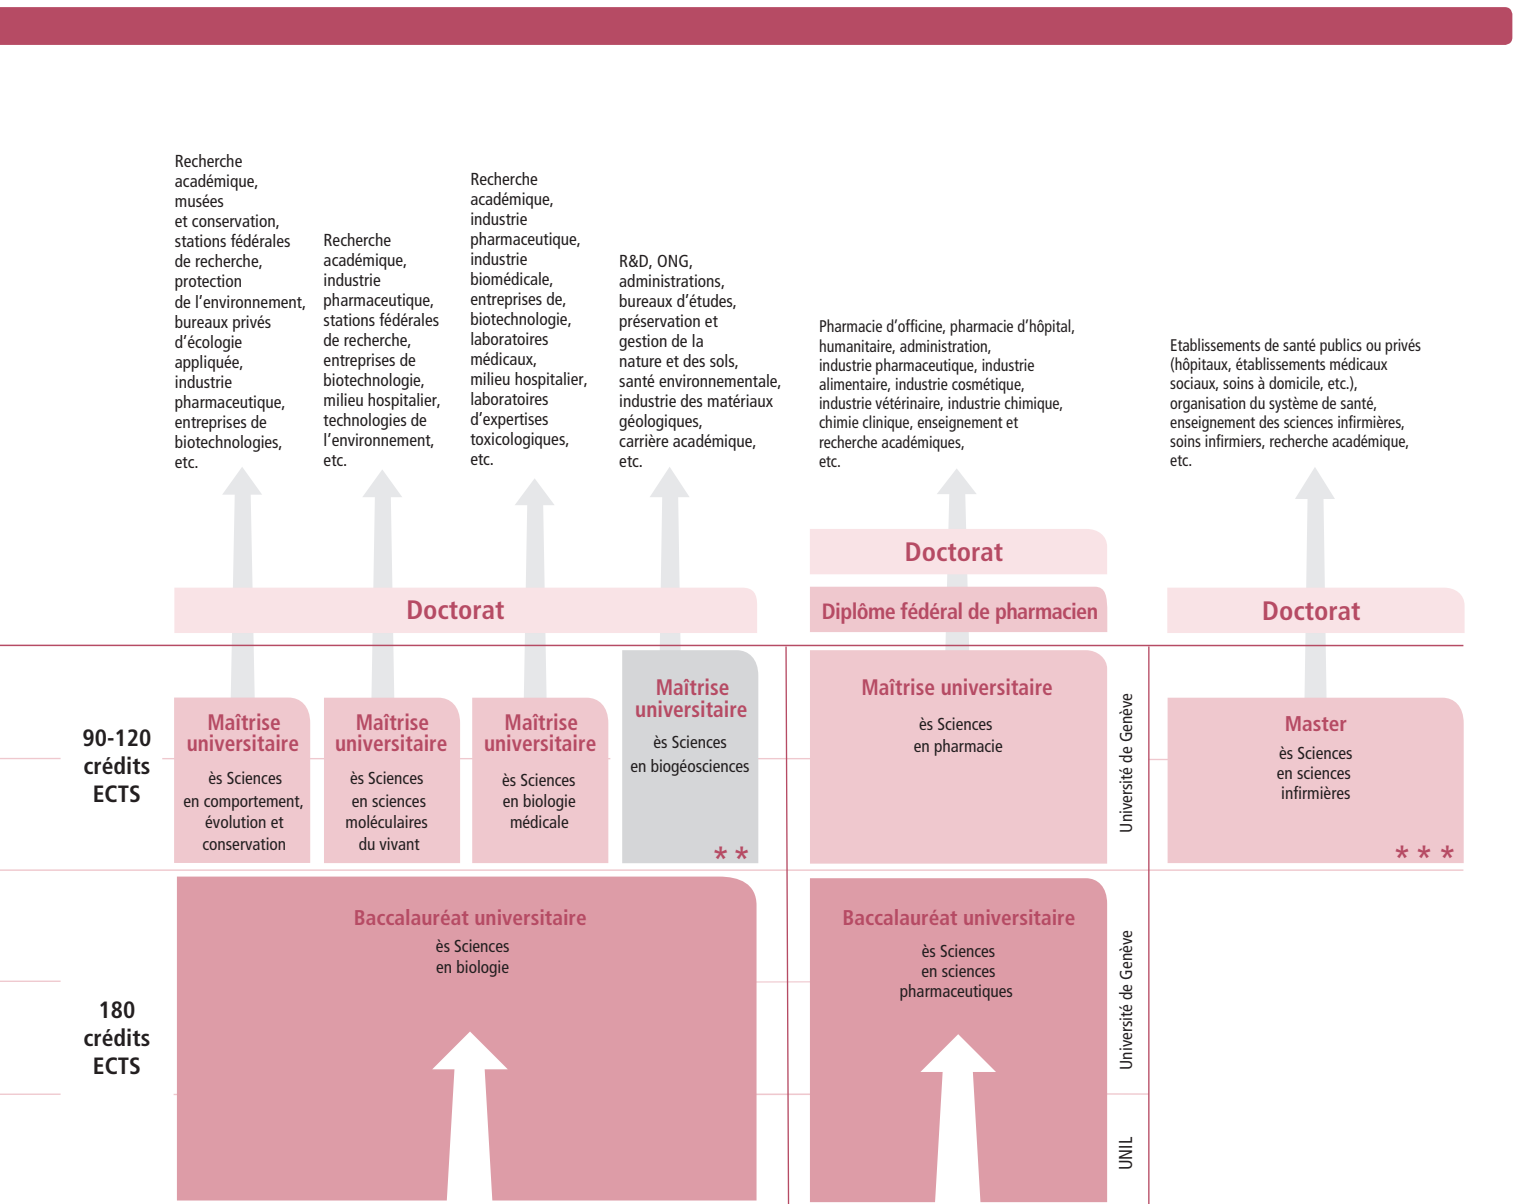 Recherche
académique,
musées
et conservation,
stations fédérales
de recherche,
protection
de l’environnement,
bureaux privés
d’écologie
appliquée,
industrie
pharmaceutique,
entreprises de
biotechnologies,
etc.
Recherche
académique,
industrie
pharmaceutique,
stations fédérales
de recherche,
entreprises de
biotechnologie,
milieu hospitalier,
technologies de
l’environnement,
etc.
Recherche
académique,
industrie
pharmaceutique,
industrie
biomédicale,
entreprises de,
biotechnologie,
laboratoires
médicaux,
milieu hospitalier,
laboratoires
d’expertises
toxicologiques,
etc.
R&D, ONG,
administrations,
bureaux d’études,
préservation et
gestion de la
nature et des sols,
santé environnementale,
industrie des matériaux
géologiques,
carrière académique,
etc.
Pharmacie d’officine, pharmacie d’hôpital,
humanitaire, administration,
industrie pharmaceutique, industrie
alimentaire, industrie cosmétique,
industrie vétérinaire, industrie chimique,
chimie clinique, enseignement et
recherche académiques,
etc.
Etablissements de santé publics ou privés
(hôpitaux, établissements médicaux
sociaux, soins à domicile, etc.),
organisation du système de santé,
enseignement des sciences infirmières,
soins infirmiers, recherche académique,
etc.
Doctorat
Doctorat
Diplôme fédéral de pharmacien
Doctorat
90-120
crédits
ECTS
Maîtrise
universitaire
ès Sciences
en comportement,
évolution et
conservation
Maîtrise
universitaire
ès Sciences
en sciences
moléculaires
du vivant
Maîtrise
universitaire
ès Sciences
en biologie
médicale
Maîtrise
universitaire
ès Sciences
en biogéosciences
* *
Maîtrise universitaire
ès Sciences
en pharmacie
Université de Genève
Master
ès Sciences
en sciences
infirmières
* * *
180
crédits
ECTS
Baccalauréat universitaire
ès Sciences
en biologie
Baccalauréat universitaire
ès Sciences
en sciences
pharmaceutiques
Université de Genève
UNIL